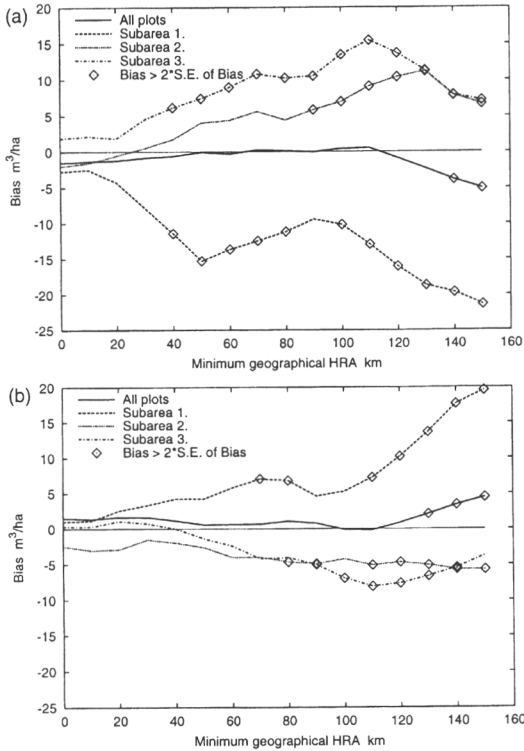 (a)
All plots
Subarea 1.
Subarea 2.
Subarea 3.
Bias > 2*S.E. of Bias
20
15
10
5
0
-5
-10
-15
-20
-25
Bias m³/ha
0 20 40 60 80 100 120 140 160
Minimum geographical HRA km
(b)
All plots
Subarea 1.
Subarea 2.
Subarea 3.
Bias > 2*S.E. of Bias
20
15
10
5
0
-5
-10
-15
-20
-25
Bias m³/ha
0 20 40 60 80 100 120 140 160
Minimum geographical HRA km